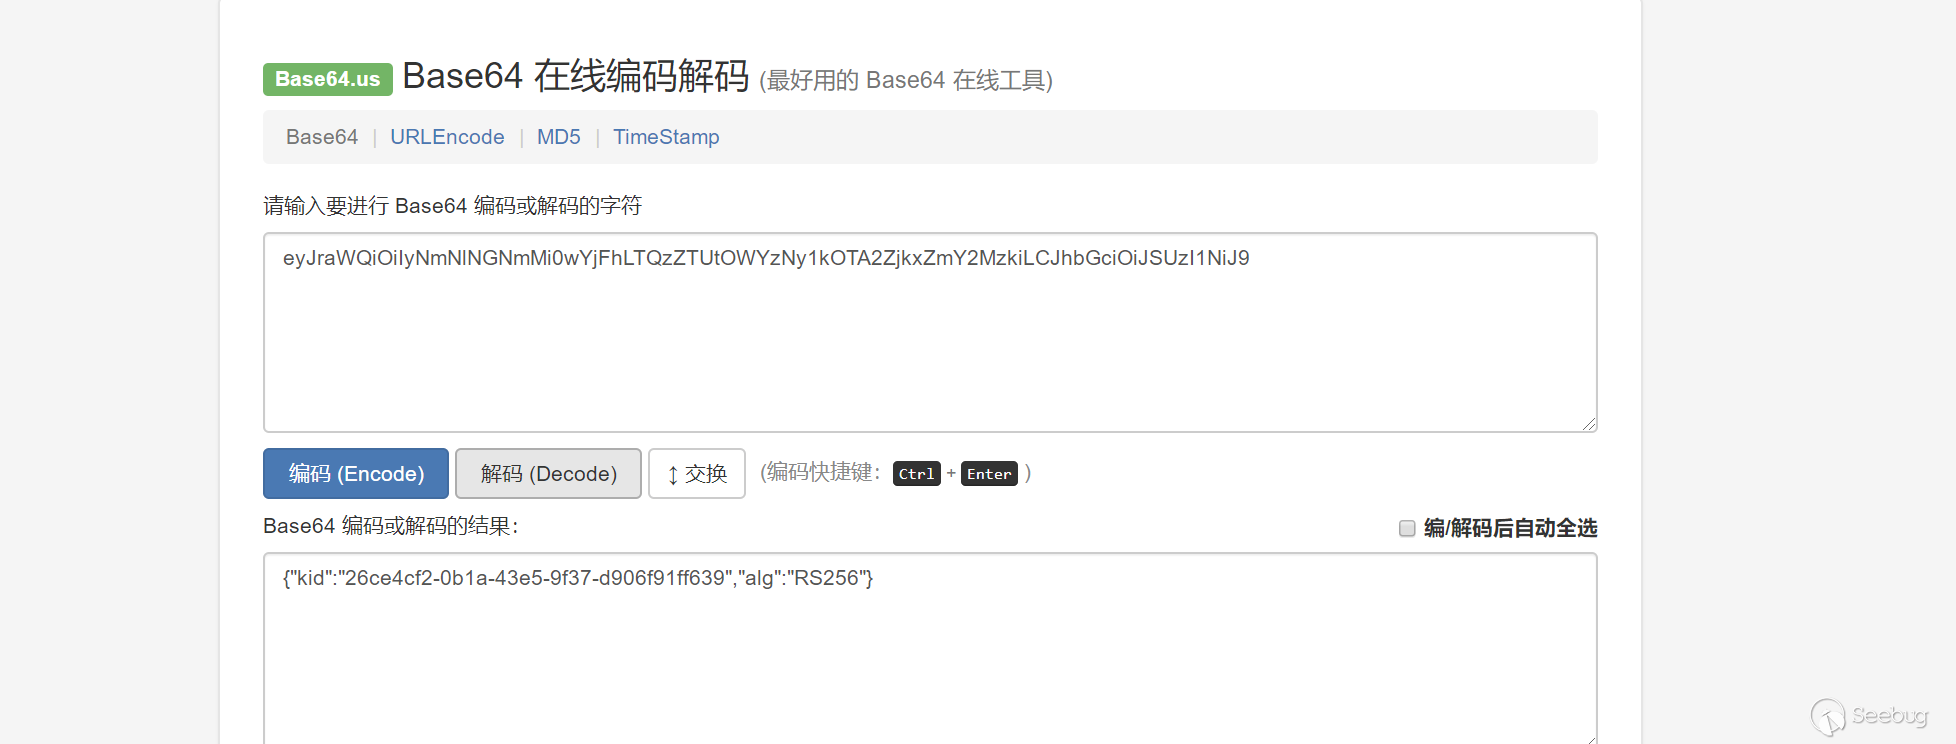 Base64.us Base64 在线编码解码 (最好用的 Base64 在线工具)
Base64 | URLEncode | MD5 | TimeStamp
请输入要进行 Base64 编码或解码的字符
eyJraWQiOiIyNmNlNGNmMi0wYjFhLTQzZTUtOWYzNy1kOTA2ZjkxZmY2MzkiLCJhbGciOiJSUzI1NiJ9
编码 (Encode) 解码 (Decode) ↕ 交换 (编码快捷键： Ctrl + Enter )
Base64 编码或解码的结果： 编/解码后自动全选
{"kid":"26ce4cf2-0b1a-43e5-9f37-d906f91ff639","alg":"RS256"}
Seebug